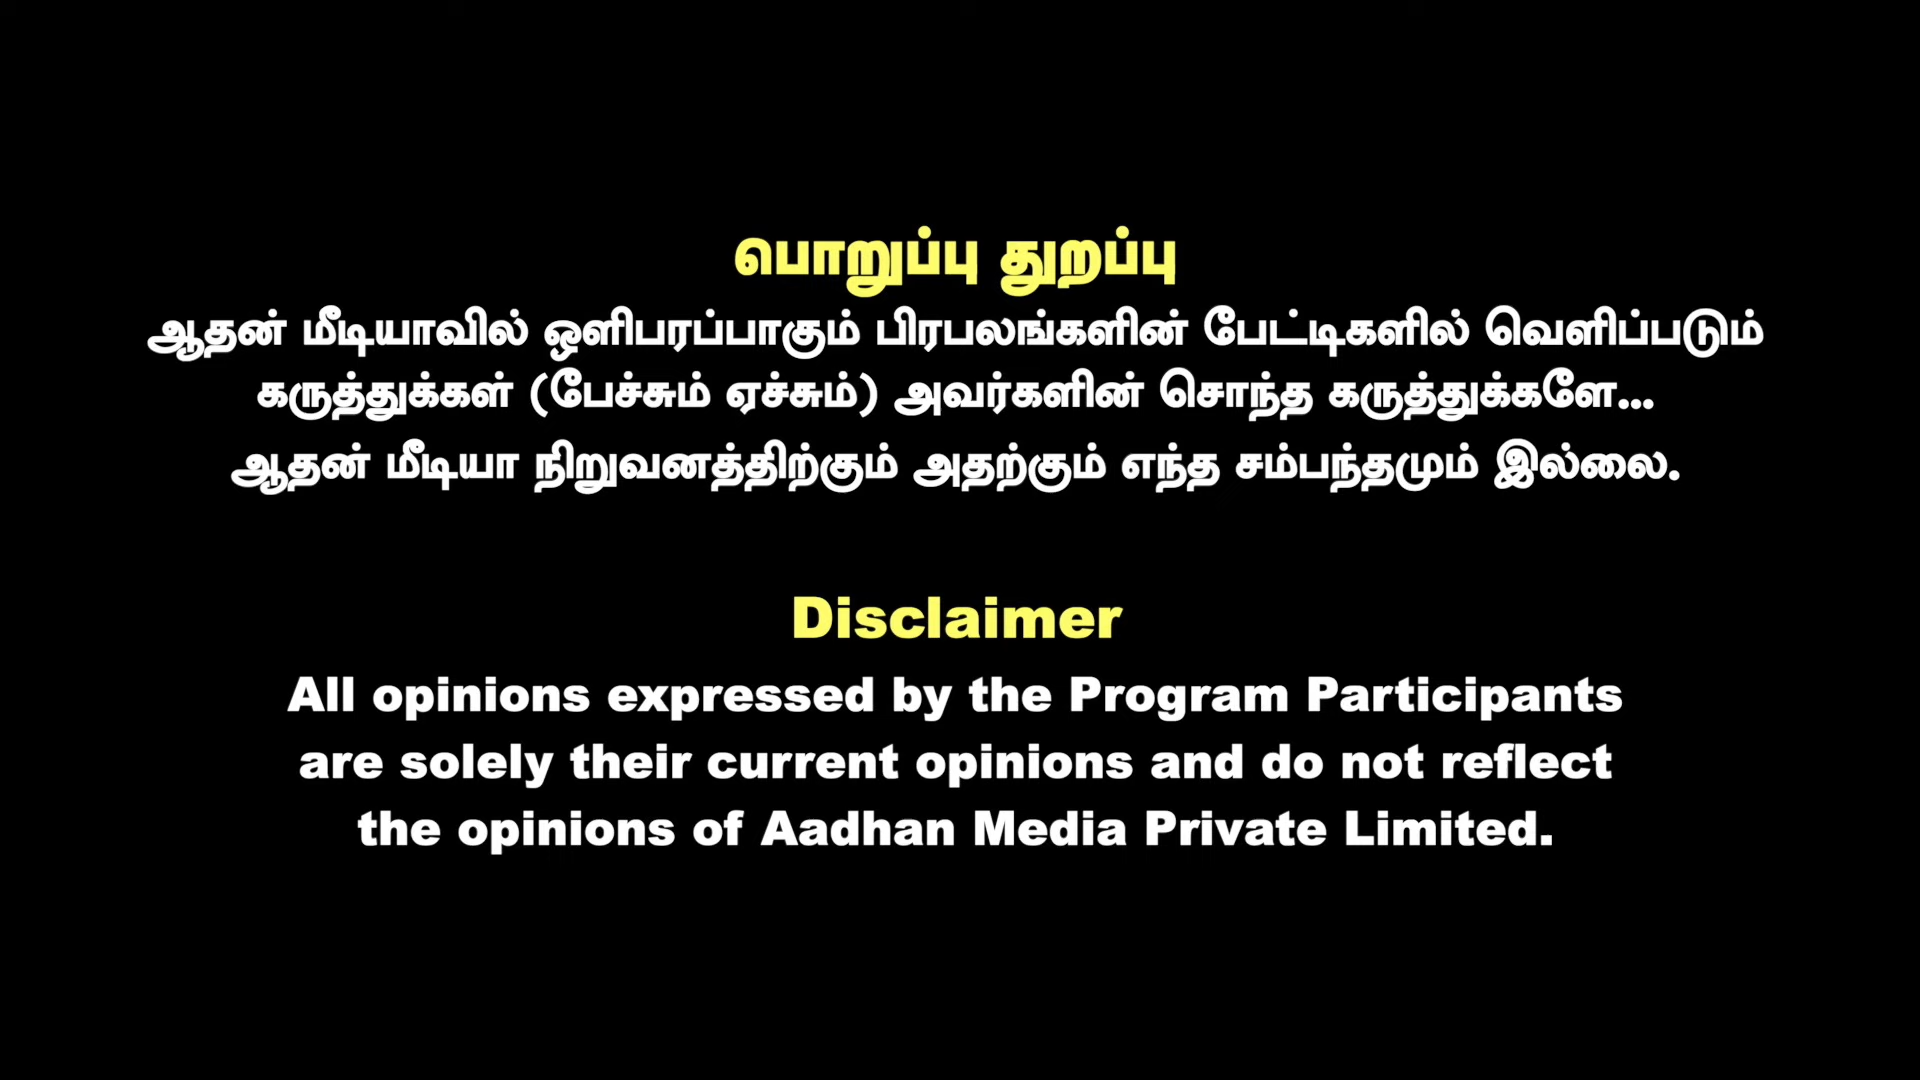 பொறுப்பு துறப்பு
ஆதன் மீடியாவில் ஒளிபரப்பாகும் பிரபலங்களின் பேட்டிகளில் வெளிப்படும்
கருத்துக்கள் (பேச்சும் ஏச்சும்) அவர்களின் சொந்த கருத்துக்களே...
ஆதன் மீடியா நிறுவனத்திற்கும் அதற்கும் எந்த சம்பந்தமும் இல்லை.
Disclaimer
All opinions expressed by the Program Participants
are solely their current opinions and do not reflect
the opinions of Aadhan Media Private Limited.